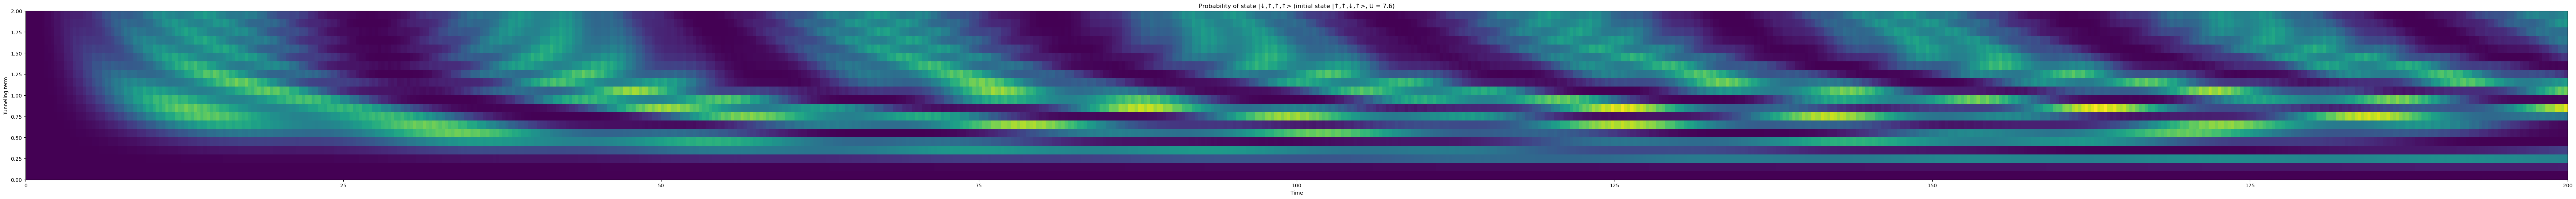 Probability of state |↓,↑,↑,↑> (initial state |↑,↑,↓,↑>, U = 7.6)
2.00
1.75
1.50
1.25
1.00
0.75
0.50
0.25
0.00
Tunneling term
0 25 50 75 100 125 150 175 200
Time